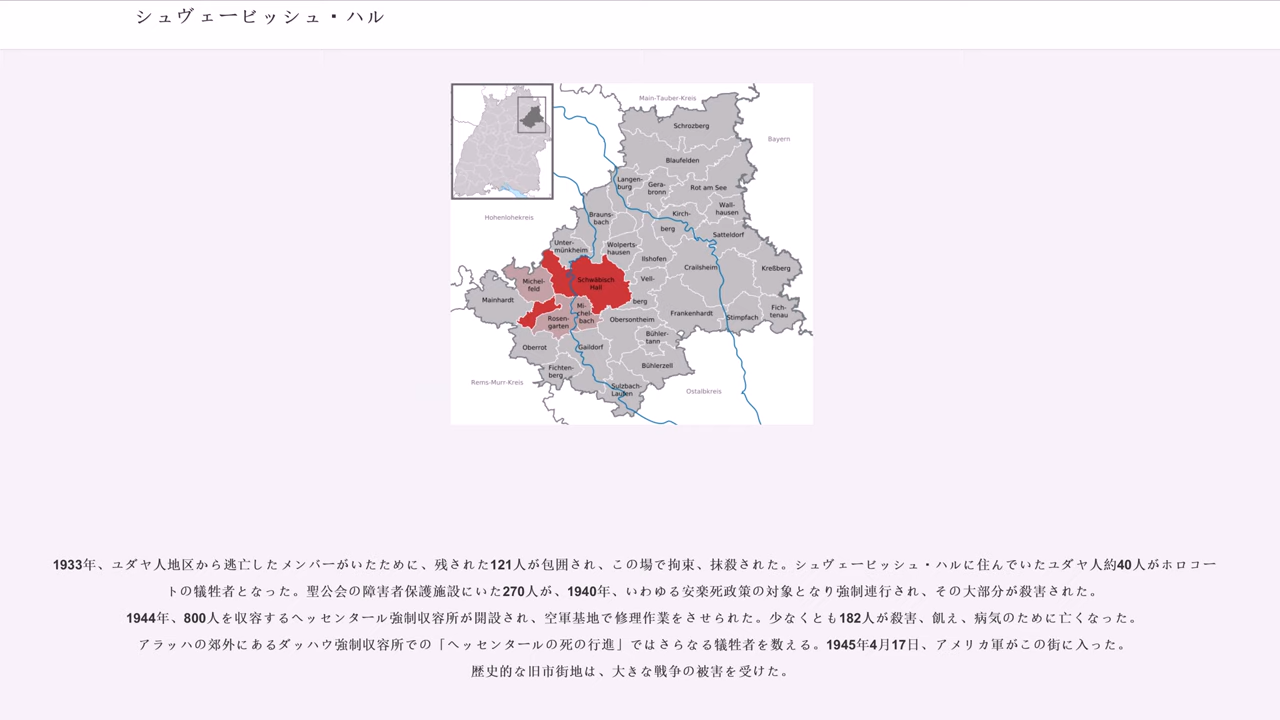 シュヴェービッシュ・ハル
Main-Tauber-Kreis
Schrozberg
Bayern
Blaufelden
Langen-
burg
Gera-
bronn
Rot am See
Wall-
hausen
Hohenlohekreis
Brauns-
bach
Kirch-
berg
Satteldorf
Unter-
münkheim
Wolperts-
hausen
Ilshofen
Crailsheim
Kreßberg
Michel-
feld
Schwäbisch
Hall
Vell-
berg
Mainhardt
Rosen-
garten
Mi-
chel-
bach
Obersontheim
Frankenhardt
Stimpfach
Fich-
tenau
Oberrot
Gaildorf
Bühler-
tann
Fichten-
berg
Bühlerzell
Rems-Murr-Kreis
Sulzbach-
Laufen
Ostalbkreis
1933年、ユダヤ人地区から逃亡したメンバーがいたために、残された121人が包囲され、この場で拘束、抹殺された。シュヴェービッシュ・ハルに住んでいたユダヤ人約40人がホロコー
トの犠牲者となった。聖公会の障害者保護施設にいた270人が、1940年、いわゆる安楽死政策の対象となり強制連行され、その大部分が殺害された。
1944年、800人を収容するヘッセンタール強制収容所が開設され、空軍基地で修理作業をさせられた。少なくとも182人が殺害、飢え、病気のために亡くなった。
アラッハの郊外にあるダッハウ強制収容所での「ヘッセンタールの死の行進」ではさらなる犠牲者を数える。1945年4月17日、アメリカ軍がこの街に入った。
歴史的な旧市街地は、大きな戦争の被害を受けた。